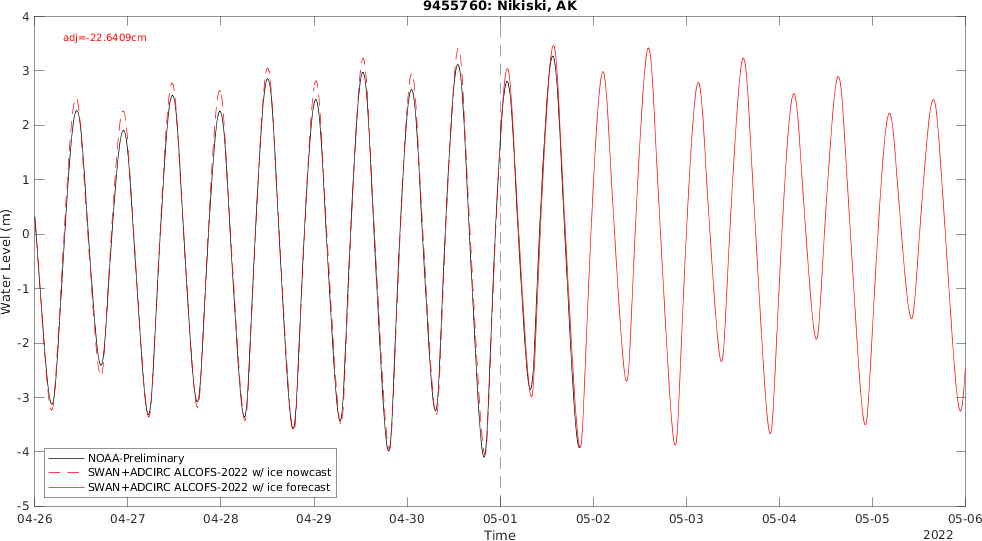 9455760: Nikiski, AK
adj=-22.6409cm
4
3
2
1
0
-1
-2
-3
-4
-5
Water Level (m)
NOAA-Preliminary
SWAN+ADCIRC ALCOFS-2022 w/ ice nowcast
SWAN+ADCIRC ALCOFS-2022 w/ ice forecast
04-26 04-27 04-28 04-29 04-30 05-01 05-02 05-03 05-04 05-05 05-06
Time
2022